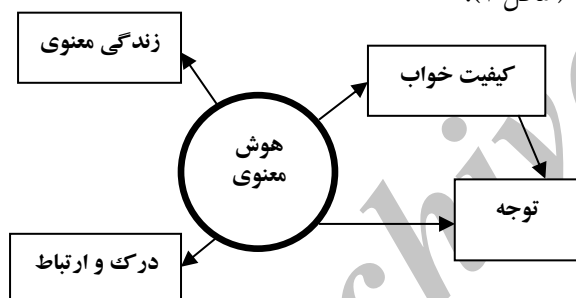 زندگی معنوی
کیفیت خواب
هوش
معنوی
توجه
درک و ارتباط